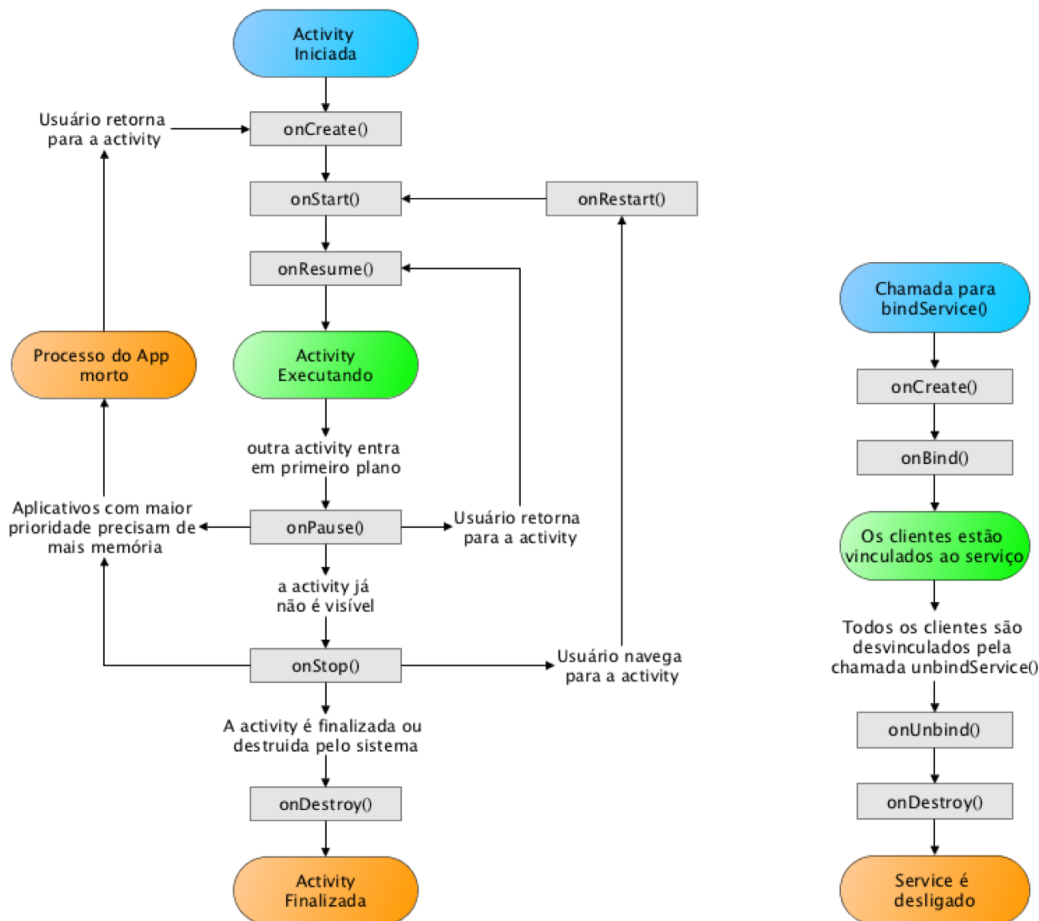 Activity
Iniciada
Usuário retorna
para a activity
onCreate()
onStart()
onRestart()
onResume()
Processo do App
morto
Activity
Executando
outra activity entra
em primeiro plano
Aplicativos com maior
prioridade precisam de
mais memória
onPause()
Usuário retorna
para a activity
a activity já
não é visível
onStop()
Usuário navega
para a activity
A activity é finalizada ou
destruida pelo sistema
onDestroy()
Activity
Finalizada
Chamada para
bindService()
onCreate()
onBind()
Os clientes estão
vinculados ao serviço
Todos os clientes são
desvinculados pela
chamada unbindService()
onUnbind()
onDestroy()
Service é
desligado